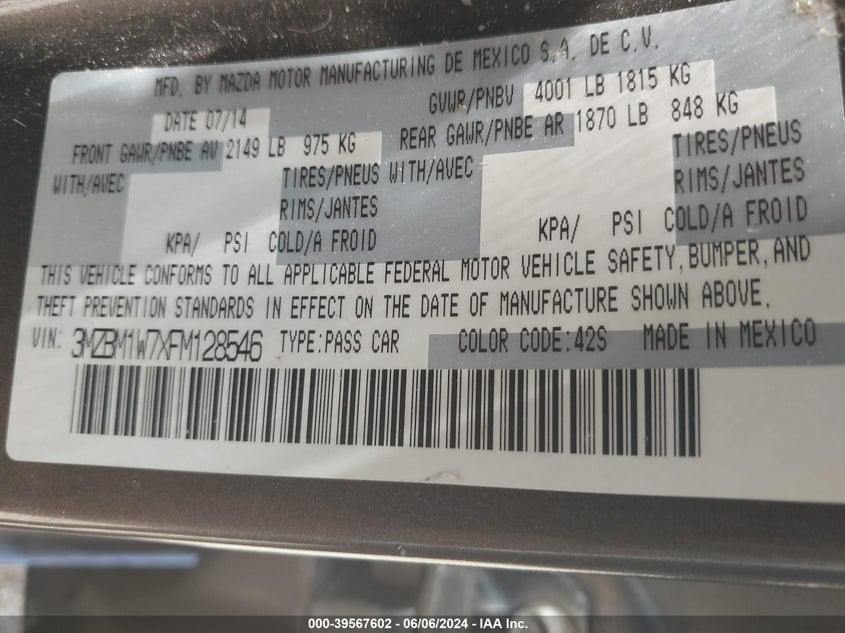 MFD. BY MAZDA MOTOR MANUFACTURING DE MEXICO S.A. DE C.V.
DATE 07/14 GVWR/PNBV 4001 LB 1815 KG
FRONT GAWR/PNBE AV 2149 LB 975 KG REAR GAWR/PNBE AR 1870 LB 848 KG
WITH/AVEC TIRES/PNEUS WITH/AVEC TIRES/PNEUS
RIMS/JANTES RIMS/JANTES
KPA/ PSI COLD/A FROID KPA/ PSI COLD/A FROID
THIS VEHICLE CONFORMS TO ALL APPLICABLE FEDERAL MOTOR VEHICLE SAFETY, BUMPER, AND
THEFT PREVENTION STANDARDS IN EFFECT ON THE DATE OF MANUFACTURE SHOWN ABOVE.
VIN: 3MZBM1W7XFM128546 TYPE:PASS CAR COLOR CODE:42S MADE IN MEXICO
000-39567602 - 06/06/2024 - IAA Inc.